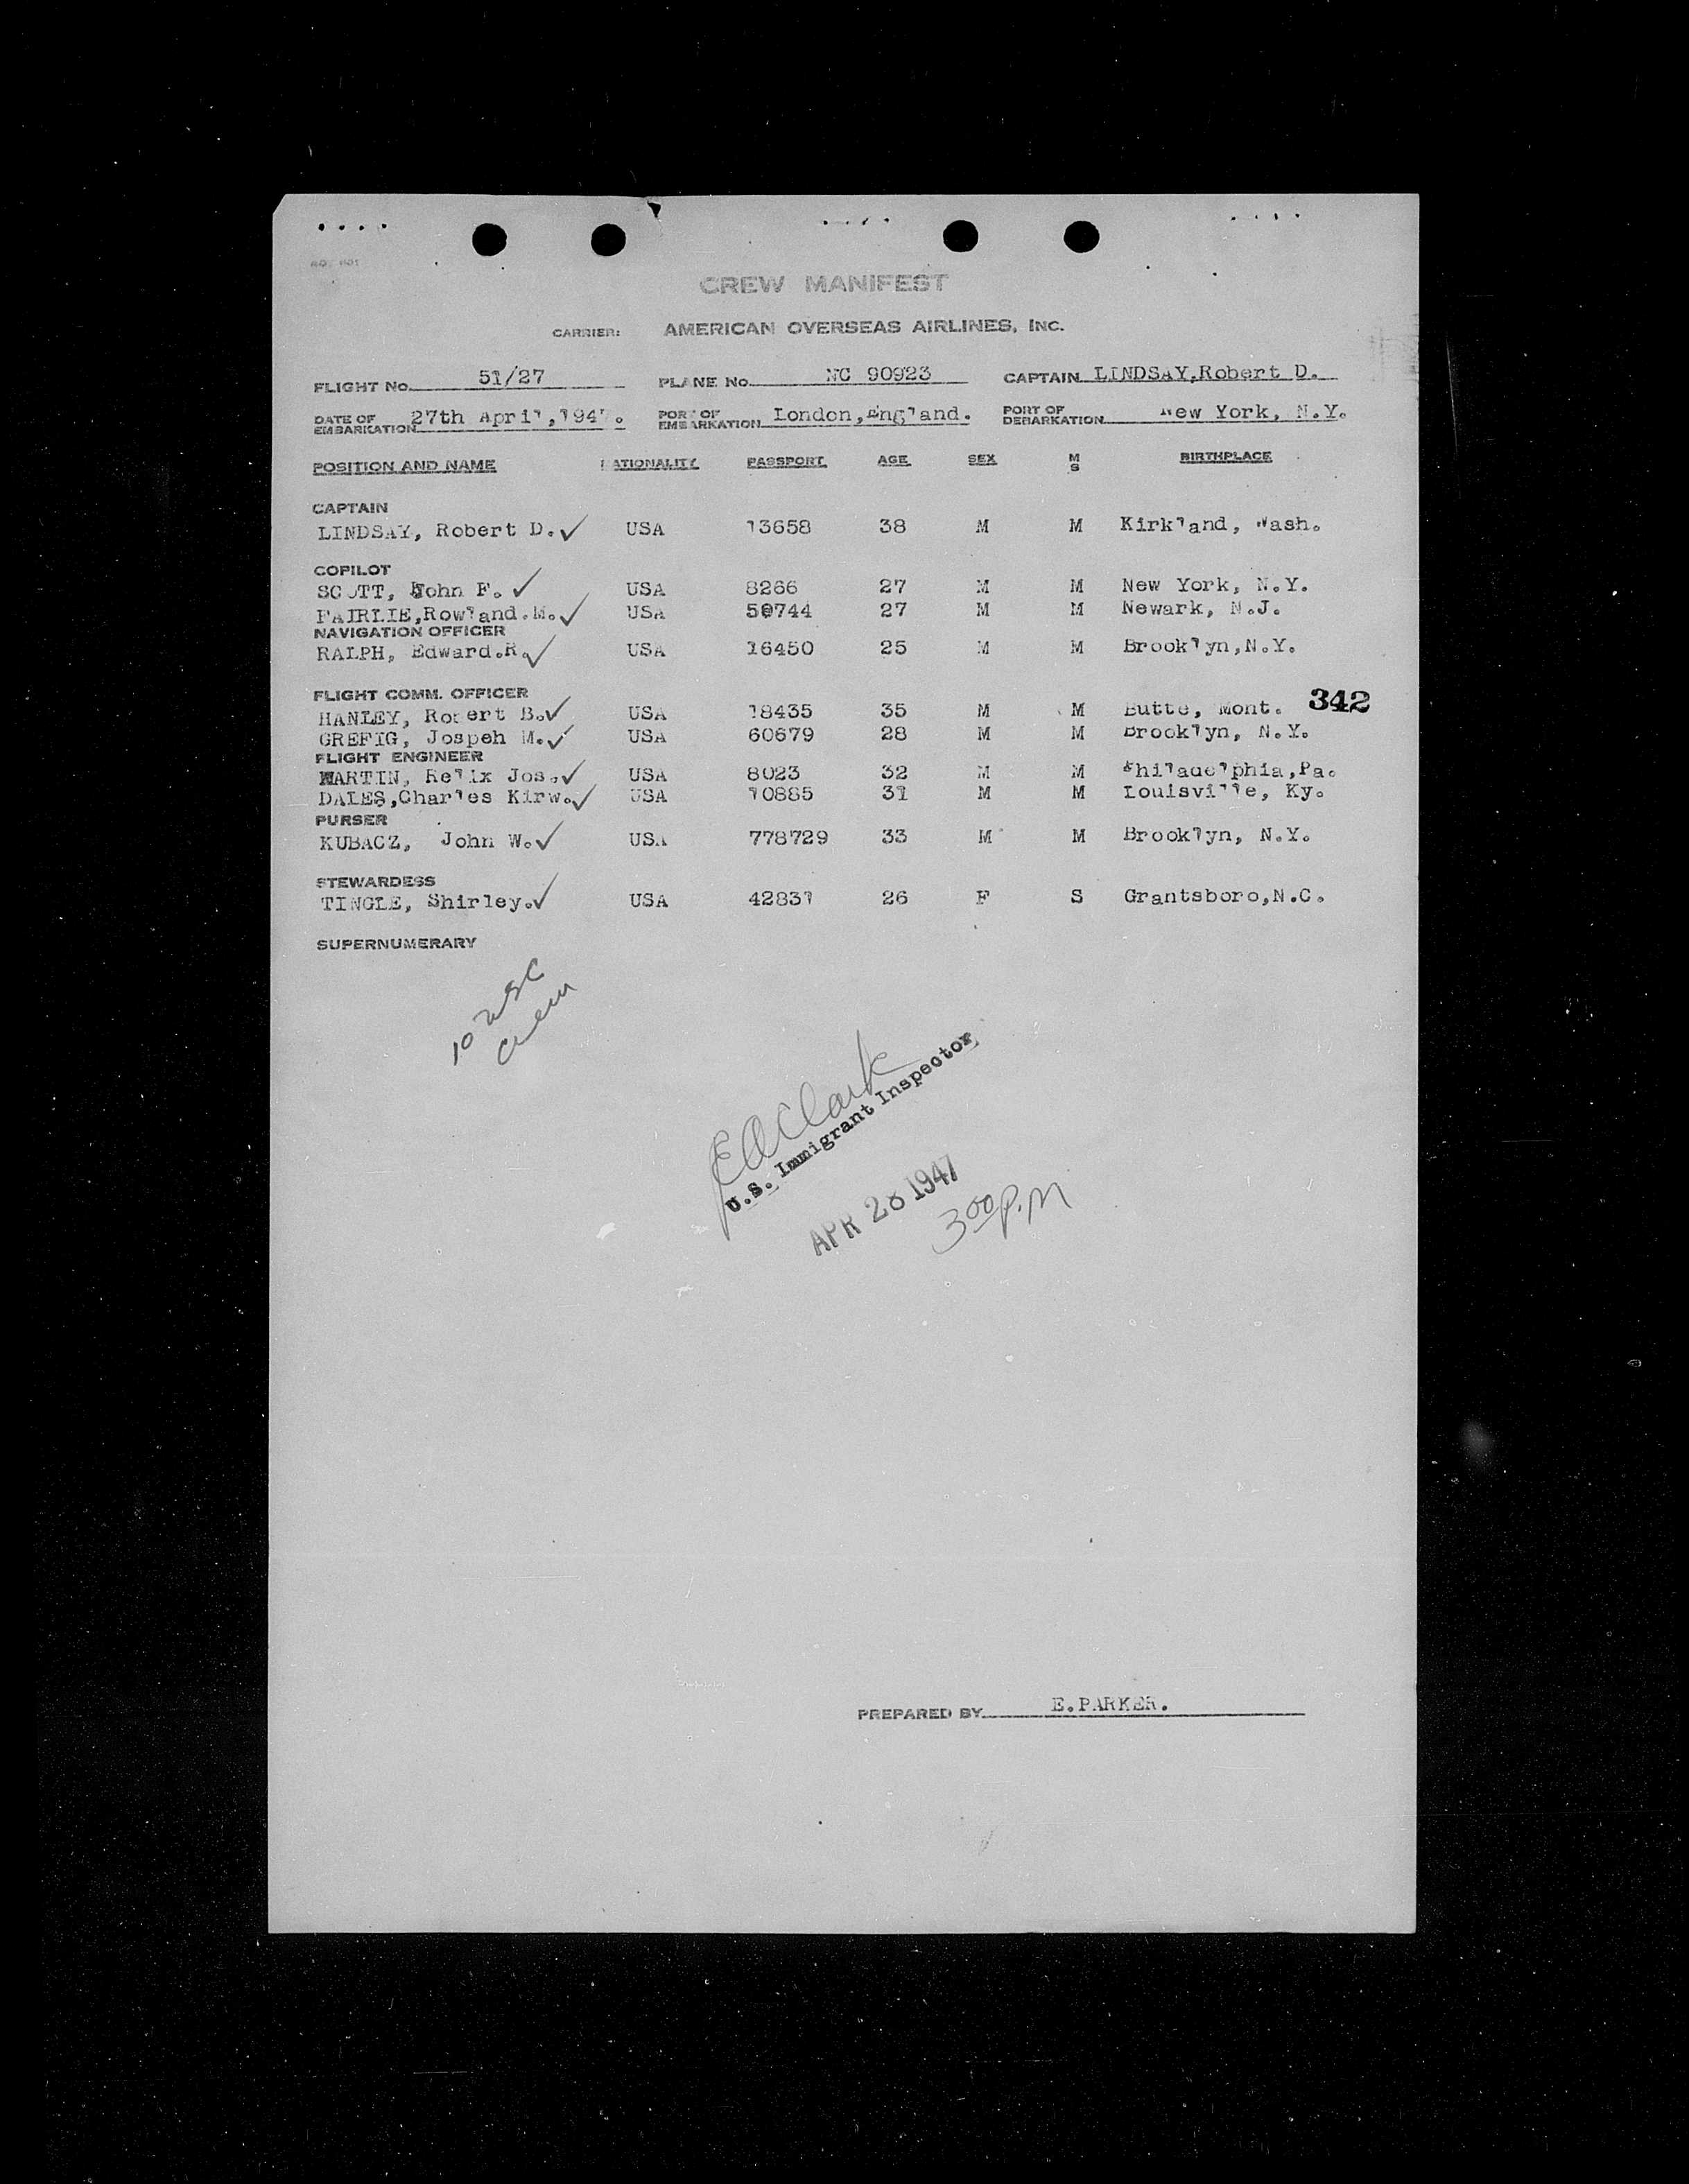 CREW MANIFEST
CARRIER: AMERICAN OVERSEAS AIRLINES, INC.
FLIGHT No. 51/27 PLANE No. NC 90923 CAPTAIN LINDSAY,Robert D.
DATE OF EMBARKATION 27th April,1947. PORT OF EMBARKATION London,England. PORT OF DEBARKATION New York, N.Y.
POSITION AND NAME NATIONALITY PASSPORT AGE SEX M S BIRTHPLACE
CAPTAIN
LINDSAY, Robert D. ✓ USA 13658 38 M M Kirkland, Wash.
COPILOT
SCOTT, John F. ✓ USA 8266 27 M M New York, N.Y.
FAIRLIE,Rowland.M. ✓ USA 50744 27 M M Newark, N.J.
NAVIGATION OFFICER
RALPH, Edward.R. ✓ USA 16450 25 M M Brooklyn,N.Y.
FLIGHT COMM. OFFICER
HANLEY, Robert B. ✓ USA 18435 35 M M Butte, Mont. 342
GREFIG, Jospeh M. ✓ USA 60679 28 M M Brooklyn, N.Y.
FLIGHT ENGINEER
MARTIN, Relix Jos. ✓ USA 8023 32 M M Philadelphia,Pa.
DALES,Charles Kirw. ✓ USA 10885 31 M M Louisville, Ky.
PURSER
KUBACZ, John W. ✓ USA 778729 33 M M Brooklyn, N.Y.
STEWARDESS
TINGLE, Shirley. ✓ USA 42831 26 F S Grantsboro,N.C.
SUPERNUMERARY
10 USC
Crew
E A Clark
U.S. Immigrant Inspector
APR 28 1947
3 00 P.M
PREPARED BY E.PARKER.